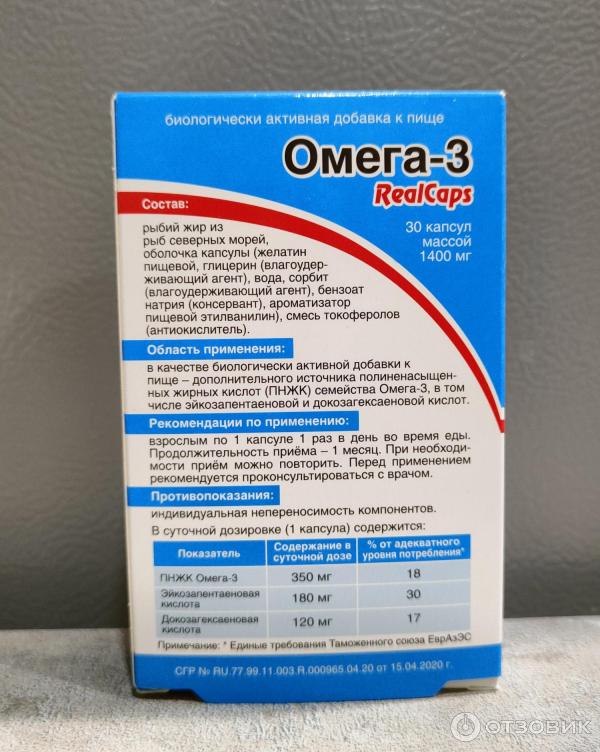 биологически активная добавка к пище
Омега-3
RealCaps
30 капсул
массой
1400 мг
Состав:
рыбий жир из
рыб северных морей,
оболочка капсулы (желатин
пищевой, глицерин (влагоудер-
живающий агент), вода, сорбит
(влагоудерживающий агент), бензоат
натрия (консервант), ароматизатор
пищевой этилванилин), смесь токоферолов
(антиокислитель).
Область применения:
в качестве биологически активной добавки к
пище – дополнительного источника полиненасыщен-
ных жирных кислот (ПНЖК) семейства Омега-3, в том
числе эйкозапентаеновой и докозагексаеновой кислот.
Рекомендации по применению:
взрослым по 1 капсуле 1 раз в день во время еды.
Продолжительность приёма – 1 месяц. При необходи-
мости приём можно повторить. Перед применением
рекомендуется проконсультироваться с врачом.
Противопоказания:
индивидуальная непереносимость компонентов.
В суточной дозировке (1 капсула) содержится:
Показатель Содержание в суточной дозе % от адекватного уровня потребления*
ПНЖК Омега-3 350 мг 18
Эйкозапентаеновая кислота 180 мг 30
Докозагексаеновая кислота 120 мг 17
Примечание: * Единые требования Таможенного союза ЕврАзЭС
СГР № RU.77.99.11.003.R.000965.04.20 от 15.04.2020 г.
ОТЗОВИК